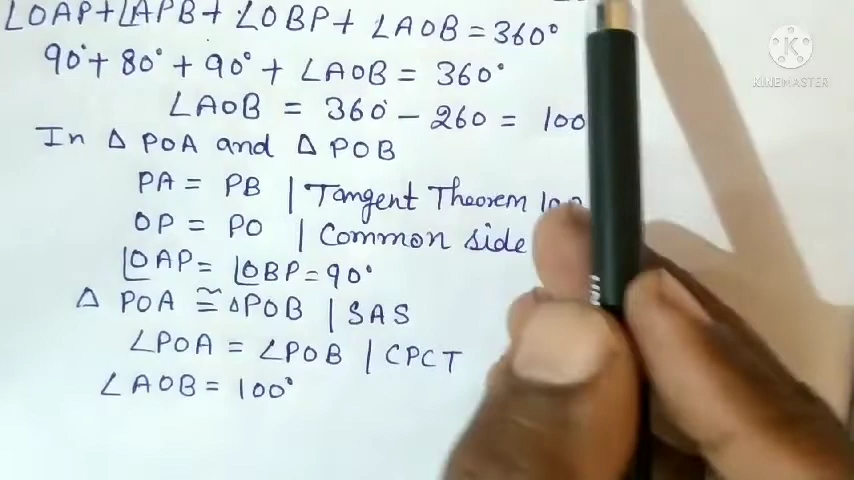 ∠OAP+∠APB+ ∠OBP+ ∠AOB=360°
90°+ 80° + 90° + ∠AOB = 360°
∠AOB = 360° - 260 = 100
In △ POA and △ POB
PA = PB | Tangent Theorem
OP = PO | Common side
∠OAP= ∠OBP=90°
△ POA ≅ △POB | SAS
∠POA = ∠POB | CPCT
∠AOB= 100°
K
KINEMASTER